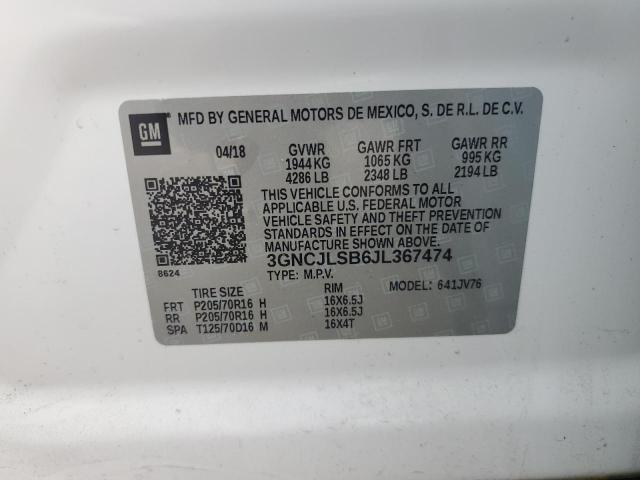 GM
MFD BY GENERAL MOTORS DE MEXICO, S. DE R.L. DE C.V.
04/18 GVWR GAWR FRT GAWR RR
1944 KG 1065 KG 995 KG
4286 LB 2348 LB 2194 LB
THIS VEHICLE CONFORMS TO ALL
APPLICABLE U.S. FEDERAL MOTOR
VEHICLE SAFETY AND THEFT PREVENTION
STANDARDS IN EFFECT ON THE DATE OF
MANUFACTURE SHOWN ABOVE.
3GNCJLSB6JL367474
8624
TYPE: M.P.V. MODEL: 641JV76
TIRE SIZE RIM
FRT P205/70R16 H 16X6.5J
RR P205/70R16 H 16X6.5J
SPA T125/70D16 M 16X4T